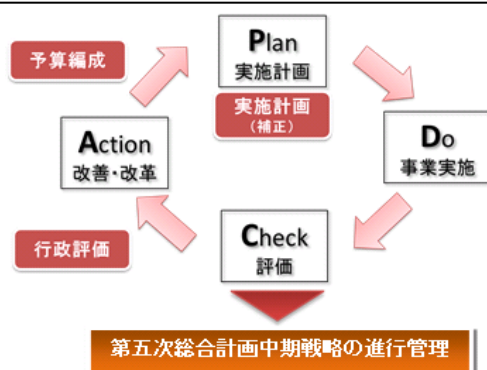 Plan
実施計画
予算編成
実施計画
(補正)
Action
改善・改革
Do
事業実施
行政評価
Check
評価
第五次総合計画中期戦略の進行管理